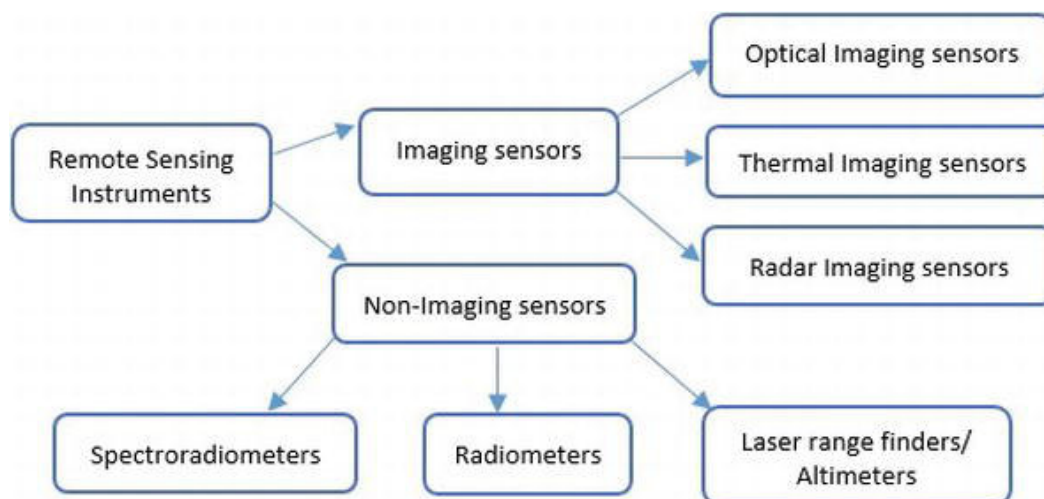 Optical Imaging sensors
Remote Sensing
Instruments
Imaging sensors
Thermal Imaging sensors
Radar Imaging sensors
Non-Imaging sensors
Spectroradiometers
Radiometers
Laser range finders/
Altimeters